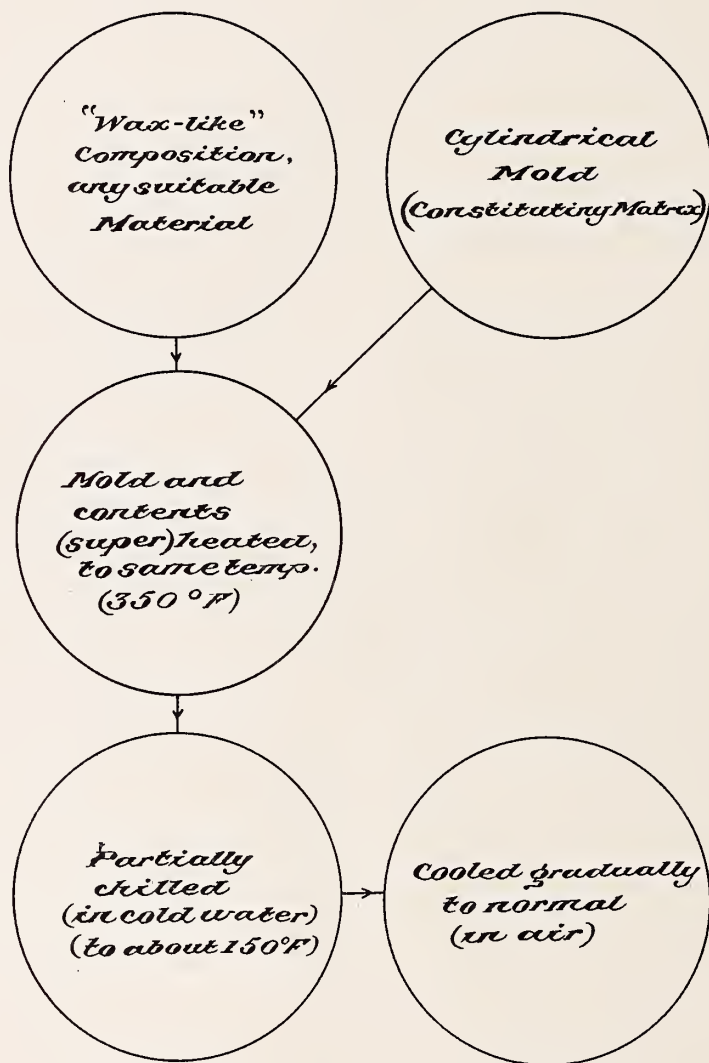 "Wax-like"
Composition,
any suitable
Material
Cylindrical
Mold
(Constituting Matrix)
Mold and
contents
(super)heated,
to same temp.
(350°F)
Partially
chilled
(in cold water)
(to about 150°F)
Cooled gradually
to normal
(in air)